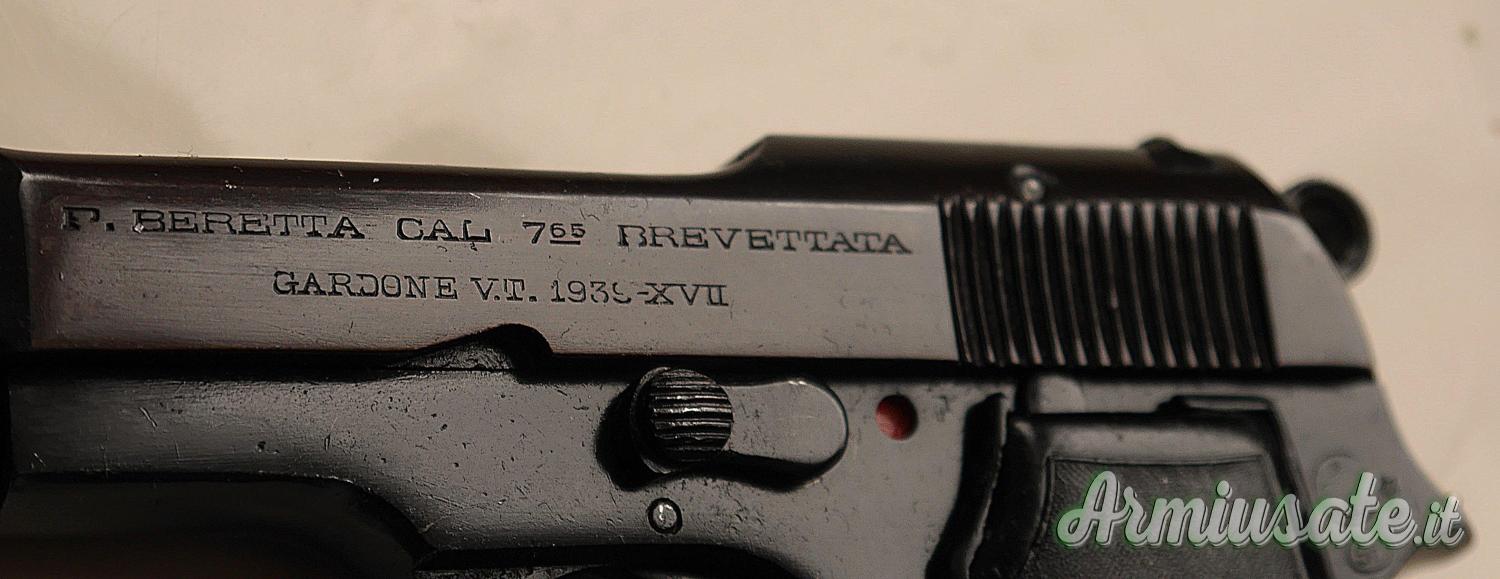 P. BERETTA CAL 7⁶⁵ BREVETTATA
GARDONE V.T. 1939-XVII
Armiusate.it